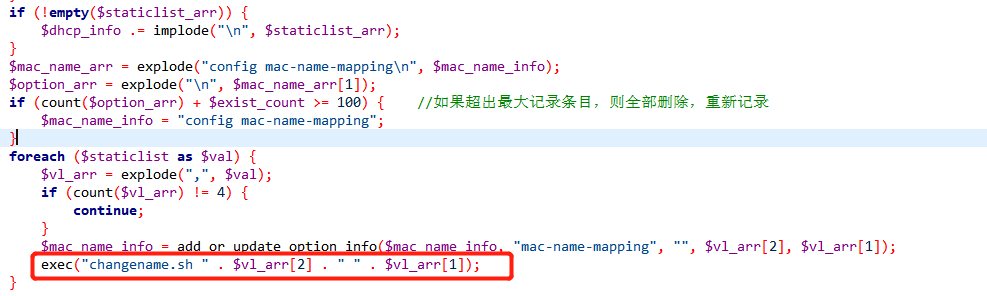 if (!empty($staticlist_arr)) {
    $dhcp_info .= implode("\n", $staticlist_arr);
}
$mac_name_arr = explode("config mac-name-mapping\n", $mac_name_info);
$option_arr = explode("\n", $mac_name_arr[1]);
if (count($option_arr) + $exist_count >= 100) {    //如果超出最大记录条目，则全部删除，重新记录
    $mac_name_info = "config mac-name-mapping";
}
foreach ($staticlist as $val) {
    $vl_arr = explode(",", $val);
    if (count($vl_arr) != 4) {
        continue;
    }
    $mac_name_info = add_or_update_option_info($mac_name_info, "mac-name-mapping", "", $vl_arr[2], $vl_arr[1]);
    exec("changename.sh " . $vl_arr[2] . " " . $vl_arr[1]);
}